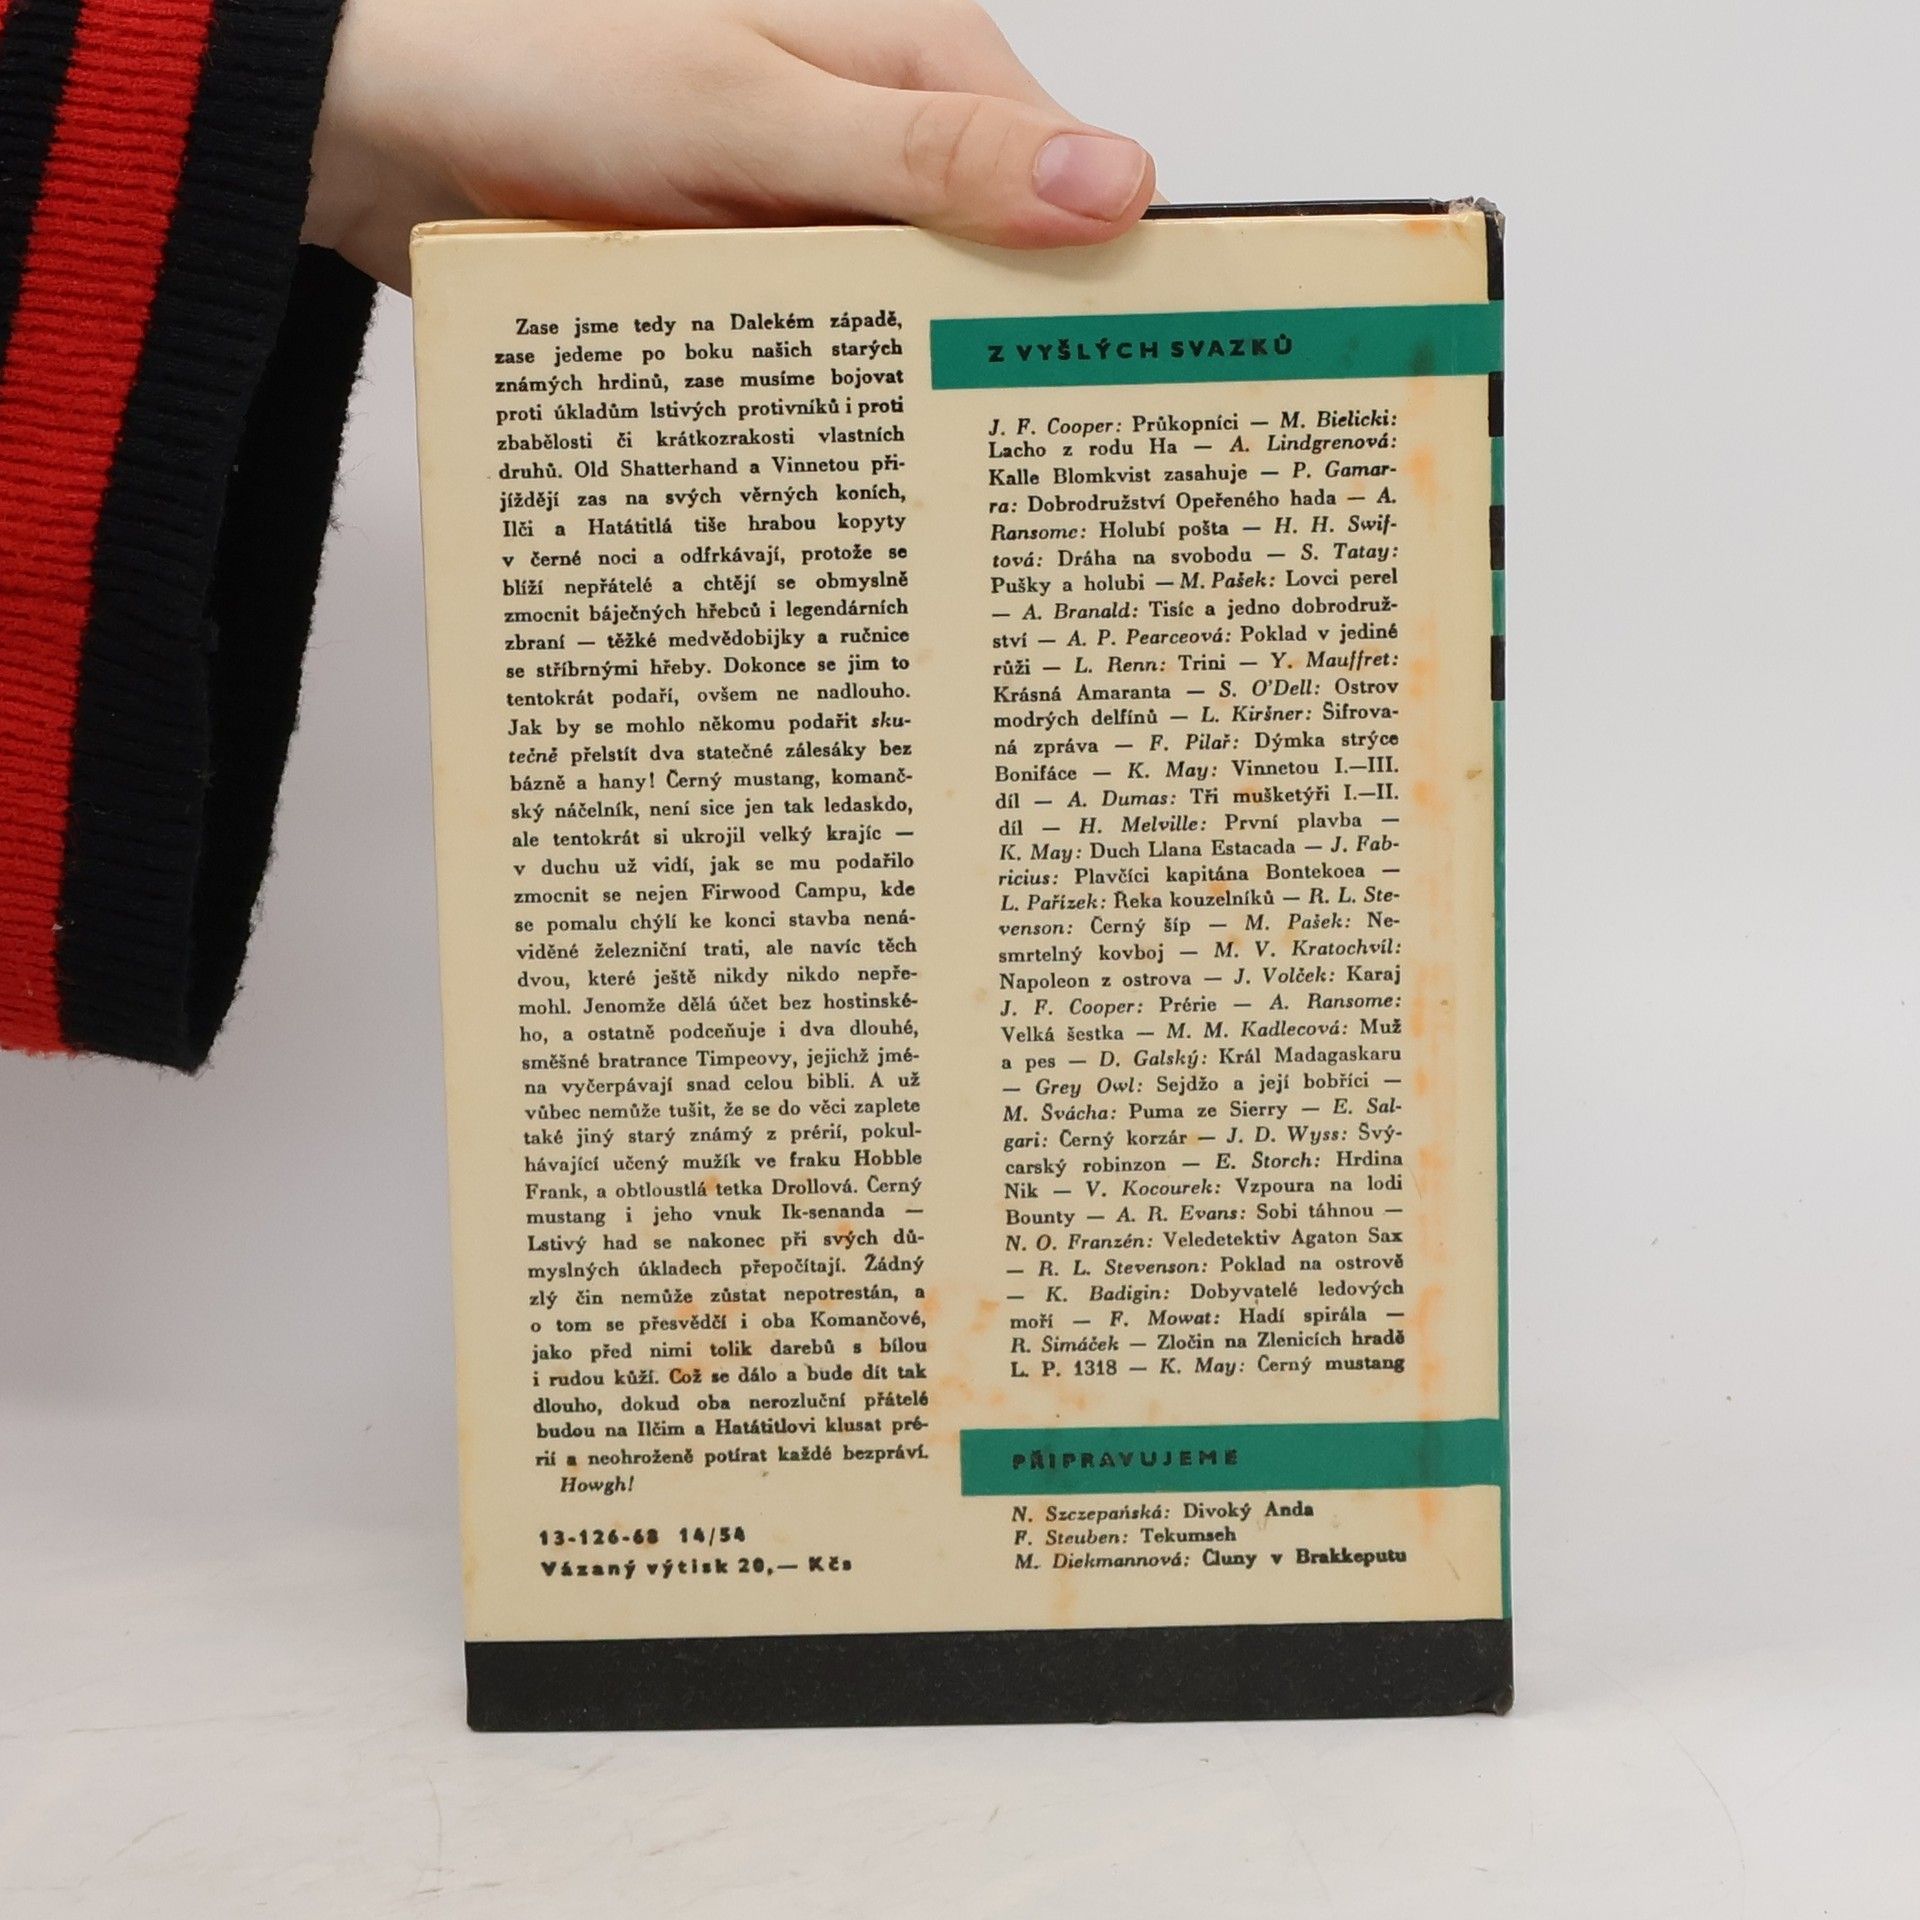 Zase jsme tedy na Dalekém západě,
zase jedeme po boku našich starých
známých hrdinů, zase musíme bojovat
proti úkladům lstivých protivníků i proti
zbabělosti či krátkozrakosti vlastních
druhů. Old Shatterhand a Vinnetou při-
jíždějí zas na svých věrných koních,
Ilči a Hatátitlá tiše hrabou kopyty
v černé noci a odfrkávají, protože se
blíží nepřátelé a chtějí se obmyslně
zmocnit báječných hřebců i legendárních
zbraní — těžké medvědobijky a ručnice
se stříbrnými hřeby. Dokonce se jim to
tentokrát podaří, ovšem ne nadlouho.
Jak by se mohlo někomu podařit sku-
tečně přelstít dva statečné zálesáky bez
bázně a hany! Černý mustang, komanč-
ský náčelník, není sice jen tak ledaskdo,
ale tentokrát si ukrojil velký krajíc —
v duchu už vidí, jak se mu podařilo
zmocnit se nejen Firwood Campu, kde
se pomalu chýlí ke konci stavba nená-
viděné železniční trati, ale navíc těch
dvou, které ještě nikdy nikdo nepře-
mohl. Jenomže dělá účet bez hostinské-
ho, a ostatně podceňuje i dva dlouhé,
směšné bratrance Timpeovy, jejichž jmé-
na vyčerpávají snad celou bibli. A už
vůbec nemůže tušit, že se do věci zaplete
také jiný starý známý z prérií, pokul-
hávající učený mužík ve fraku Hobble
Frank, a obtloustlá tetka Drollová. Černý
mustang i jeho vnuk Ik-senanda —
Lstivý had se nakonec při svých dů-
myslných úkladech přepočítají. Žádný
zlý čin nemůže zůstat nepotrestán, a
o tom se přesvědčí i oba Komančové,
jako před nimi tolik darebů s bílou
i rudou kůží. Což se dálo a bude dít tak
dlouho, dokud oba nerozluční přátelé
budou na Ilčim a Hatátitlovi klusat pré-
rií a neohroženě potírat každé bezpráví.
Howgh!
13-126-68 14/54
Vázaný výtisk 20,— Kčs
Z VYŠLÝCH SVAZKŮ
J. F. Cooper: Průkopníci — M. Bielicki:
Lacho z rodu Ha — A. Lindgrenová:
Kalle Blomkvist zasahuje — P. Gamar-
ra: Dobrodružství Opeřeného hada — A.
Ransome: Holubí pošta — H. H. Swif-
tová: Dráha na svobodu — S. Tatay:
Pušky a holubi — M. Pašek: Lovci perel
— A. Branald: Tisíc a jedno dobrodruž-
ství — A. P. Pearceová: Poklad v jediné
růži — L. Renn: Trini — Y. Mauffret:
Krásná Amaranta — S. O'Dell: Ostrov
modrých delfínů — L. Kiršner: Šifrova-
ná zpráva — F. Pilař: Dýmka strýce
Bonifáce — K. May: Vinnetou I.—III.
díl — A. Dumas: Tři mušketýři I.—II.
díl — H. Melville: První plavba —
K. May: Duch Llana Estacada — J. Fab-
ricius: Plavčíci kapitána Bontekoea —
L. Pařízek: Řeka kouzelníků — R. L. Ste-
venson: Černý šíp — M. Pašek: Ne-
smrtelný kovboj — M. V. Kratochvíl:
Napoleon z ostrova — J. Volček: Karaj
J. F. Cooper: Prérie — A. Ransome:
Velká šestka — M. M. Kadlecová: Muž
a pes — D. Galský: Král Madagaskaru
— Grey Owl: Sejdžo a její bobříci —
M. Švácha: Puma ze Sierry — E. Sal-
gari: Černý korzár — J. D. Wyss: Švý-
carský robinzon — E. Storch: Hrdina
Nik — V. Kocourek: Vzpoura na lodi
Bounty — A. R. Evans: Sobi táhnou —
N. O. Franzén: Veledetektiv Agaton Sax
— R. L. Stevenson: Poklad na ostrově
— K. Badigin: Dobyvatelé ledových
moří — F. Mowat: Hadí spirála —
R. Šimáček — Zločin na Zlenicích hradě
L. P. 1318 — K. May: Černý mustang
PŘIPRAVUJEME
N. Szczepańská: Divoký Anda
F. Steuben: Tekumseh
M. Diekmannová: Čluny v Brakkeputu